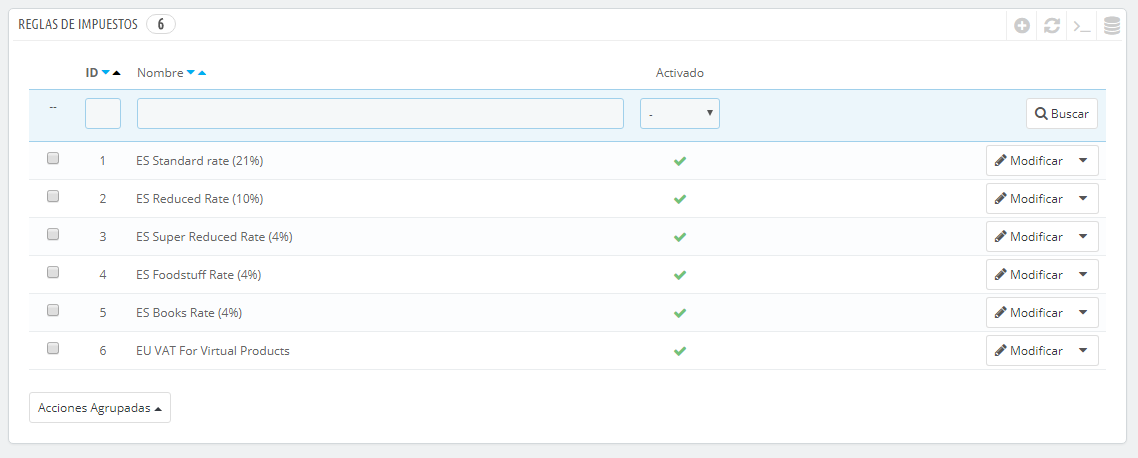 REGLAS DE IMPUESTOS 6
ID Nombre Activado
-- - Buscar
1 ES Standard rate (21%) Modificar
2 ES Reduced Rate (10%) Modificar
3 ES Super Reduced Rate (4%) Modificar
4 ES Foodstuff Rate (4%) Modificar
5 ES Books Rate (4%) Modificar
6 EU VAT For Virtual Products Modificar
Acciones Agrupadas